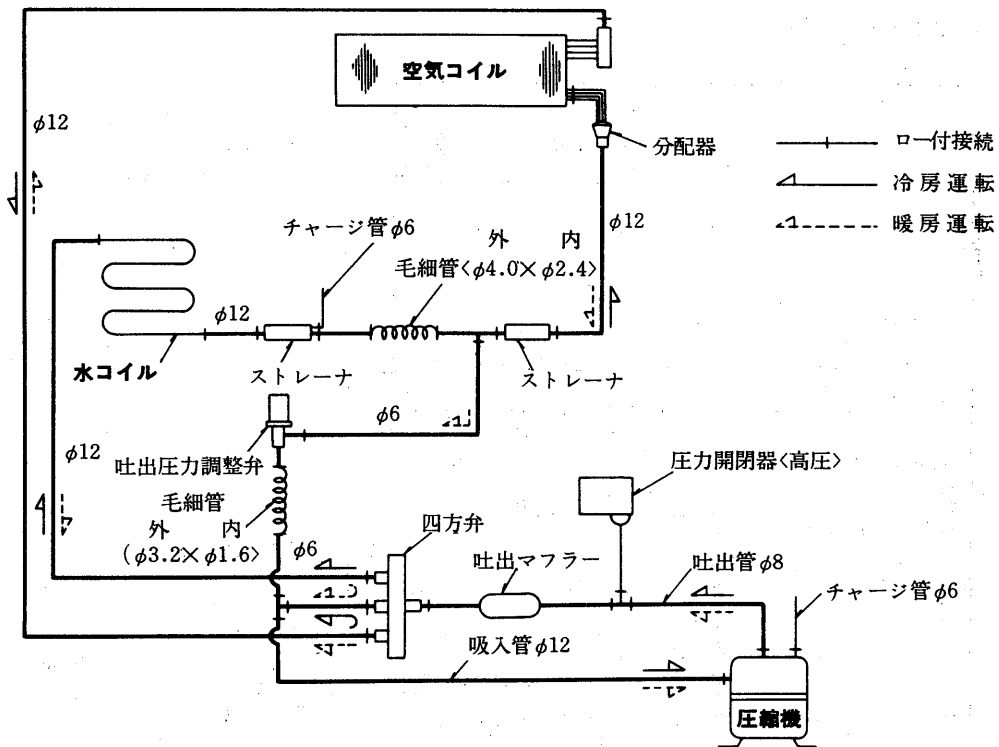 空気コイル
分配器
ロー付接続
冷房運転
暖房運転
φ12
φ12
チャージ管φ6
外 内
毛細管<φ4.0×φ2.4>
φ12
水コイル
ストレーナ
ストレーナ
φ6
吐出圧力調整弁
φ12
毛細管
外 内
(φ3.2×φ1.6>
φ6
四方弁
吐出マフラー
圧力開閉器<高圧>
吐出管φ8
チャージ管φ6
吸入管φ12
圧縮機